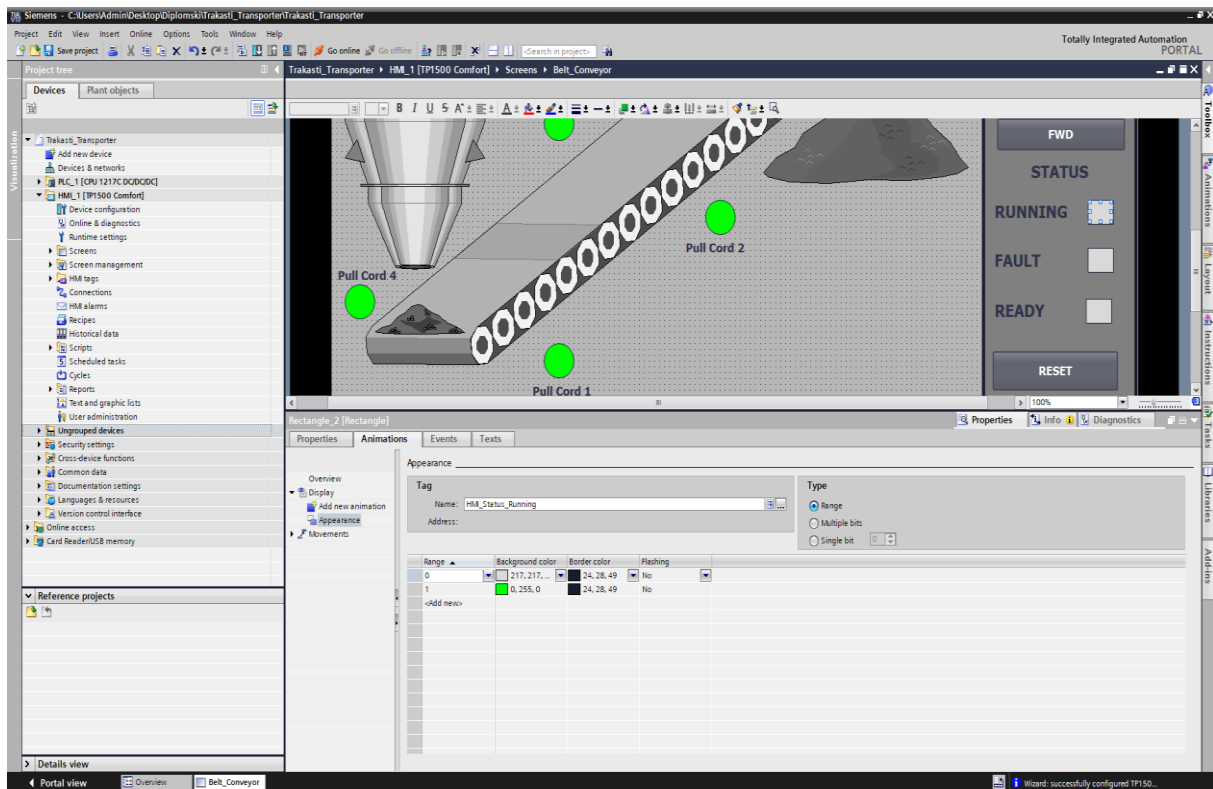 Siemens - C:\Users\Admin\Desktop\Diplomski\Trakasti_Transporter\Trakasti_Transporter
Project Edit View Insert Online Options Tools Window Help
Totally Integrated Automation
PORTAL
Save project Go online Go offline <Search in project>
Project tree
Trakasti_Transporter HMI_1 [TP1500 Comfort] Screens Belt_Conveyor
Devices Plant objects
Visualization
Trakasti_Transporter
Add new device
Devices & networks
PLC_1 [CPU 1217C DC/DC/DC]
HMI_1 [TP1500 Comfort]
Device configuration
Online & diagnostics
Runtime settings
Screens
Screen management
HMI tags
Connections
HMI alarms
Recipes
Historical data
Scripts
Scheduled tasks
Cycles
Reports
Text and graphic lists
User administration
Ungrouped devices
Security settings
Cross-device functions
Common data
Documentation settings
Languages & resources
Version control interface
Online access
Card Reader/USB memory
Reference projects
Details view
B I U S A
Pull Cord 4
Pull Cord 2
Pull Cord 1
FWD
STATUS
RUNNING
FAULT
READY
RESET
100%
Rectangle_2 [Rectangle]
Properties Info Diagnostics
Properties Animations Events Texts
Overview
Display
Add new animation
Appearance
Movements
Appearance
Tag
Name: HMI_Status_Running
Address:
Type
Range
Multiple bits
Single bit 0
Range Background color Border color Flashing
0 217, 217, ... 24, 28, 49 No
1 0, 255, 0 24, 28, 49 No
<Add new>
Toolbox
Animations
Layout
Instructions
Tasks
Libraries
Add-ins
Portal view Overview Belt_Conveyor
Wizard: successfully configured TP150...